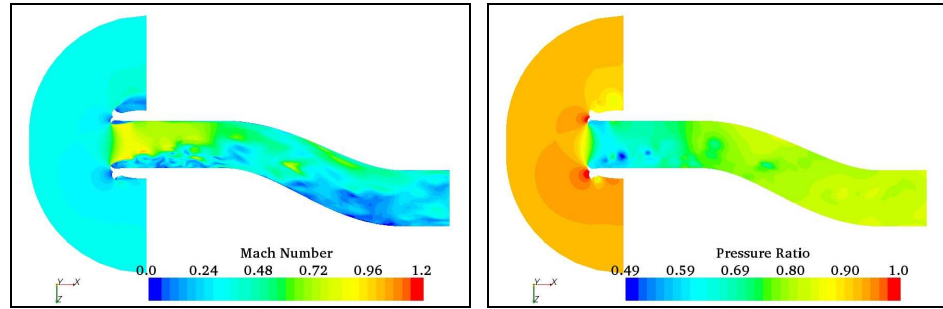 Mach Number
0.0 0.24 0.48 0.72 0.96 1.2
Y X
Z
Pressure Ratio
0.49 0.59 0.69 0.80 0.90 1.0
Y X
Z